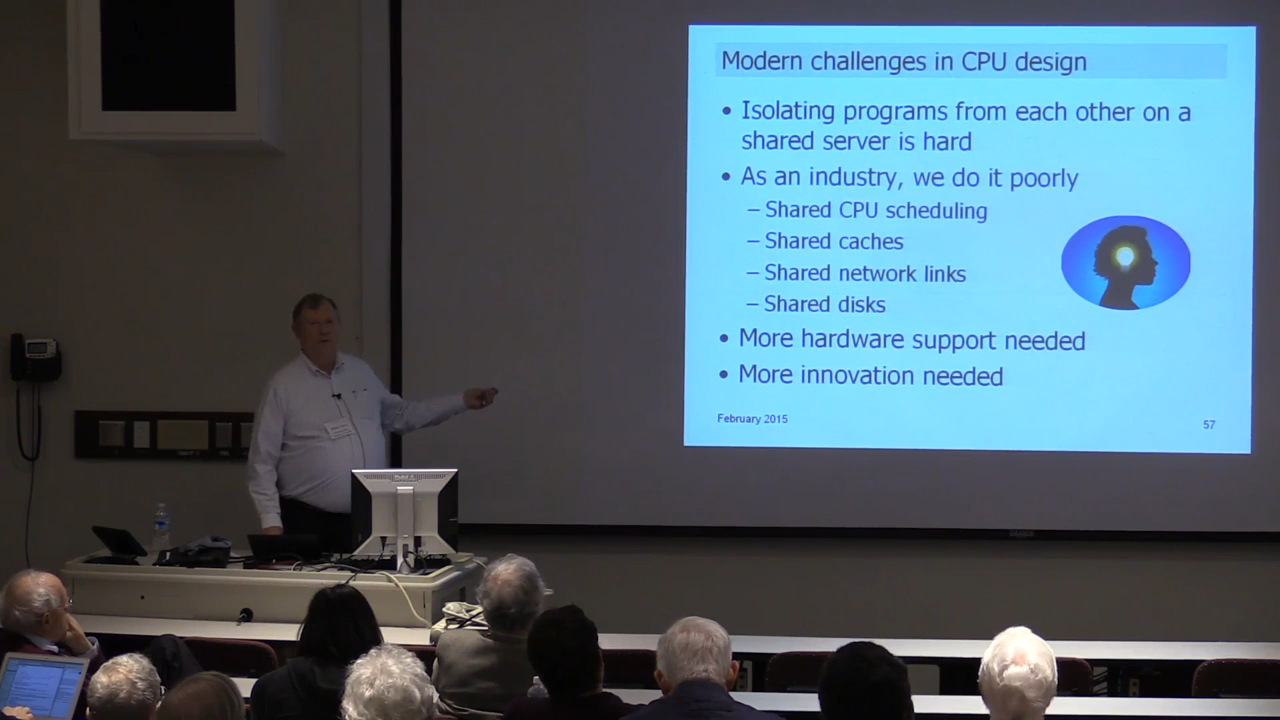 Modern challenges in CPU design
• Isolating programs from each other on a
shared server is hard
• As an industry, we do it poorly
– Shared CPU scheduling
– Shared caches
– Shared network links
– Shared disks
• More hardware support needed
• More innovation needed
February 2015
57
DELL